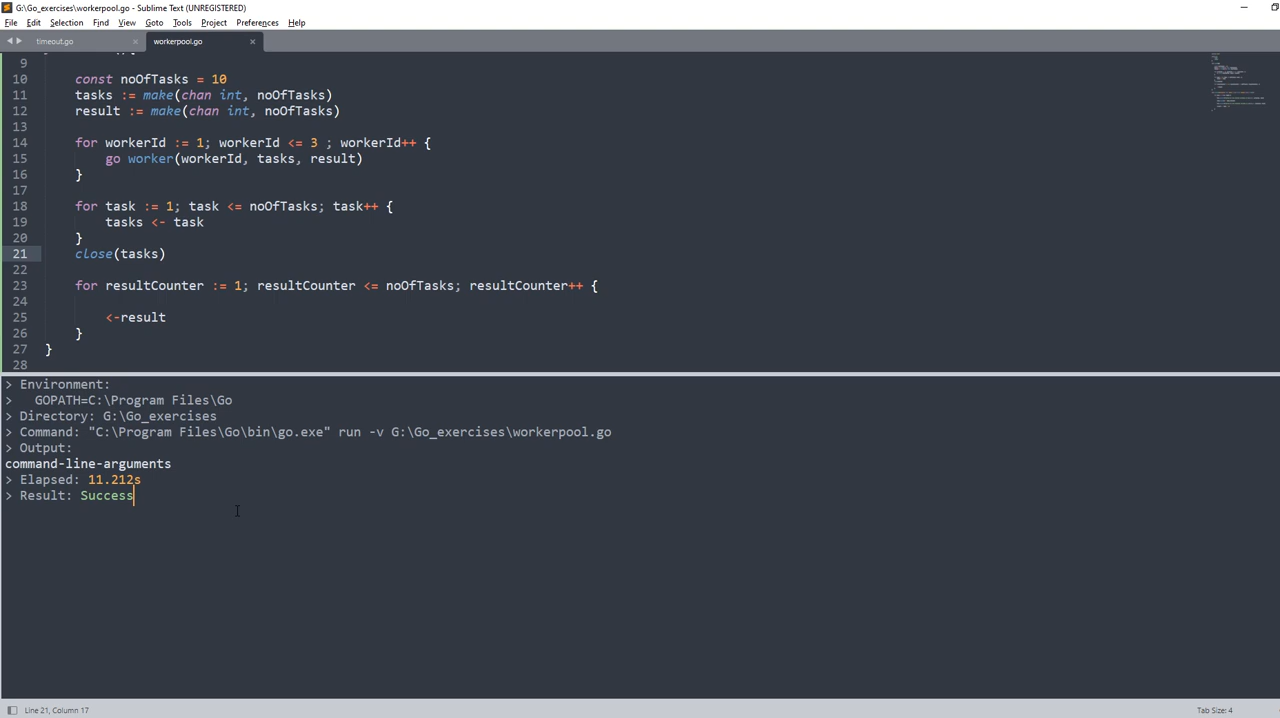 G:\Go_exercises\workerpool.go - Sublime Text (UNREGISTERED)
File Edit Selection Find View Goto Tools Project Preferences Help
timeout.go × workerpool.go ×
9
10 const noOfTasks = 10
11 tasks := make(chan int, noOfTasks)
12 result := make(chan int, noOfTasks)
13
14 for workerId := 1; workerId <= 3 ; workerId++ {
15 go worker(workerId, tasks, result)
16 }
17
18 for task := 1; task <= noOfTasks; task++ {
19 tasks <- task
20 }
21 close(tasks)
22
23 for resultCounter := 1; resultCounter <= noOfTasks; resultCounter++ {
24
25 <-result
26 }
27 }
28
> Environment:
> GOPATH=C:\Program Files\Go
> Directory: G:\Go_exercises
> Command: "C:\Program Files\Go\bin\go.exe" run -v G:\Go_exercises\workerpool.go
> Output:
command-line-arguments
> Elapsed: 11.212s
> Result: Success
Line 21, Column 17 Tab Size: 4